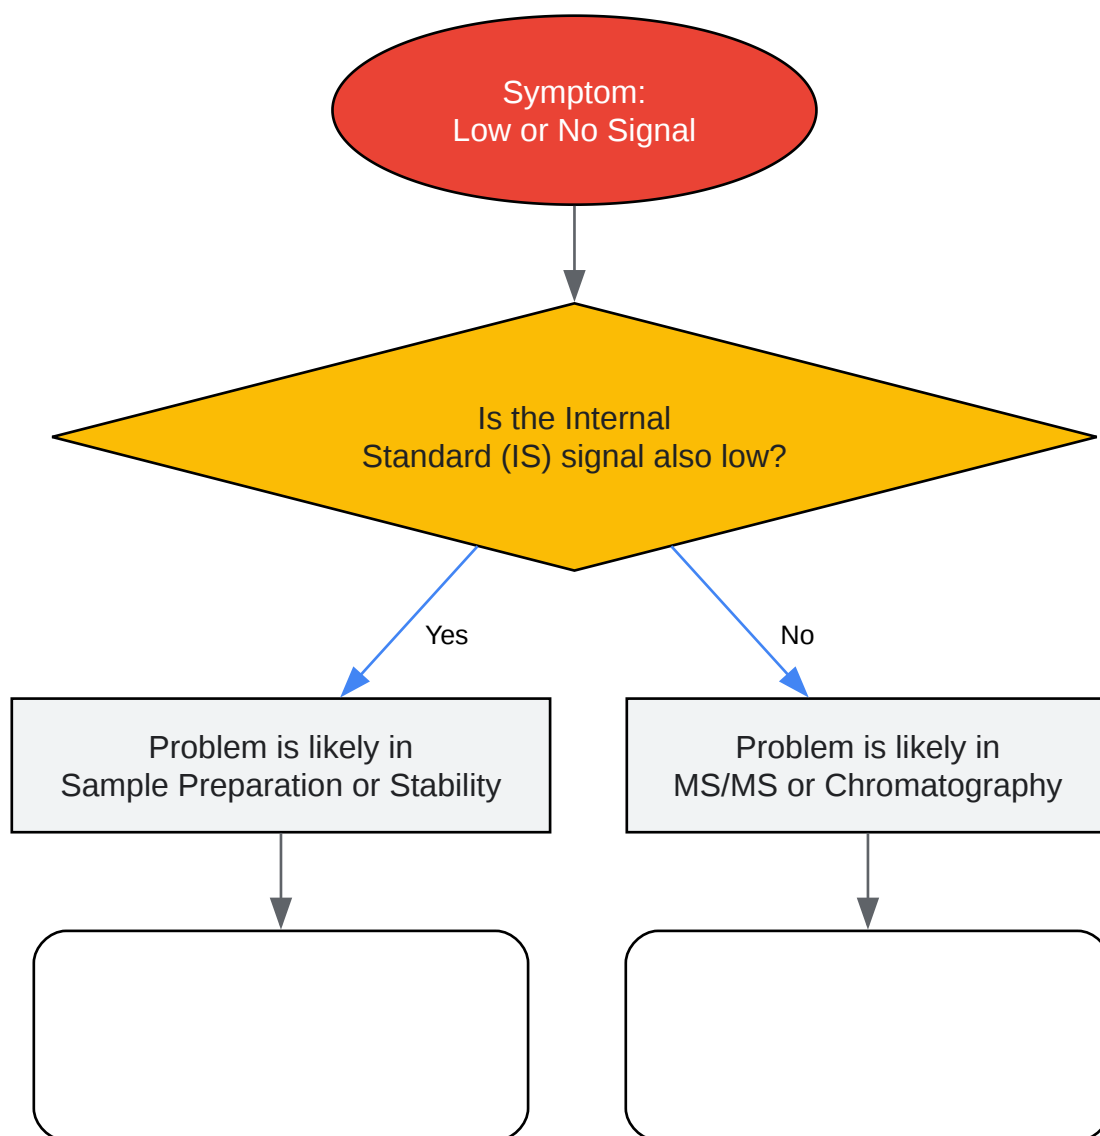 Symptom:
Low or No Signal
Is the Internal
Standard (IS) signal also low?
Yes
No
Problem is likely in
Sample Preparation or Stability
Problem is likely in
MS/MS or Chromatography